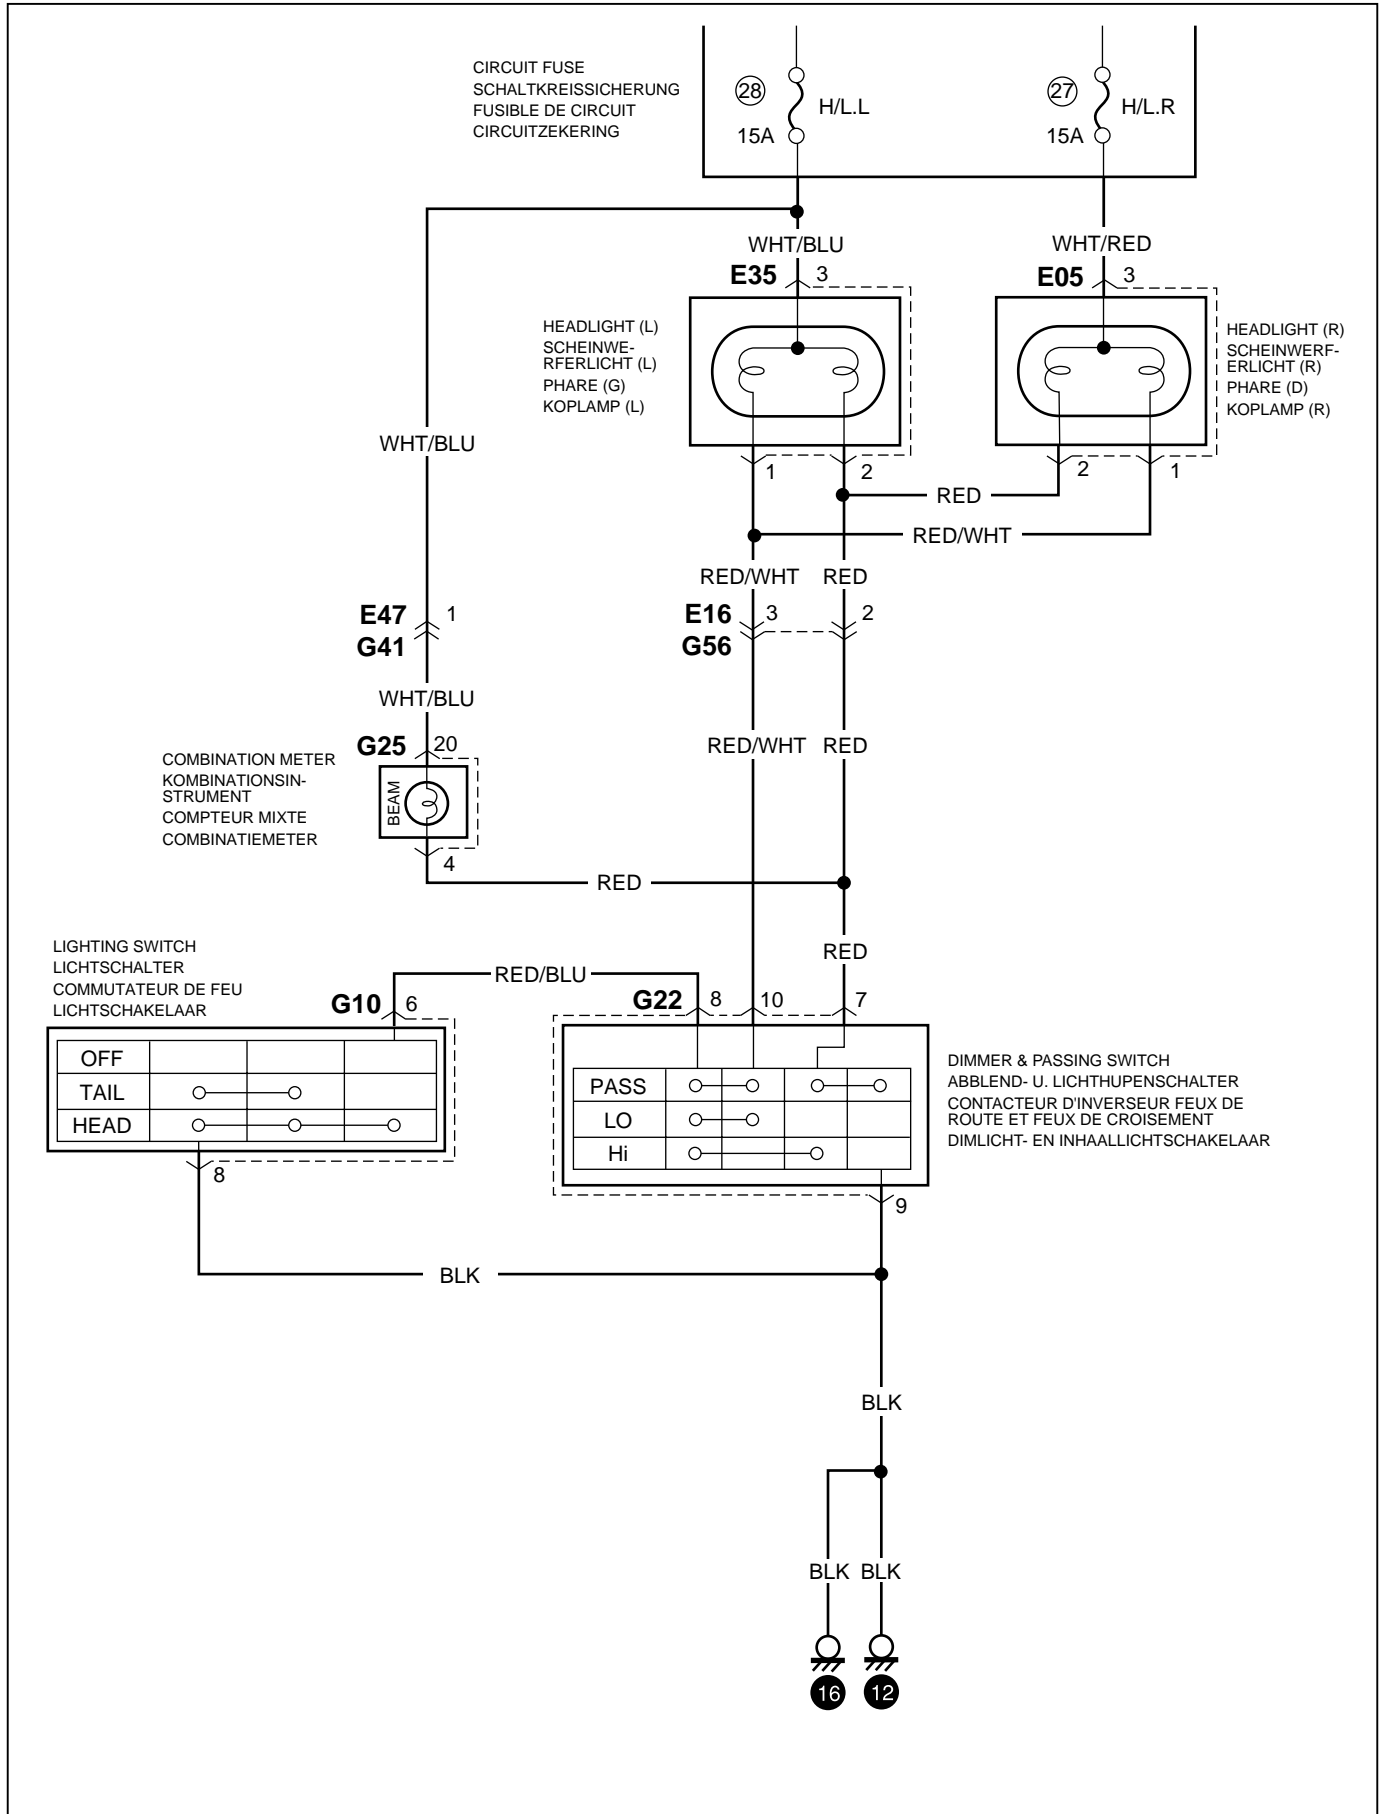 CIRCUIT FUSE
SCHALTKREISSICHERUNG
FUSIBLE DE CIRCUIT
CIRCUITZEKERING
28
H/L.L
15A
27
H/L.R
15A
WHT/BLU
WHT/RED
E35 3
E05 3
HEADLIGHT (L)
SCHEINWE-
RFERLICHT (L)
PHARE (G)
KOPLAMP (L)
HEADLIGHT (R)
SCHEINWERF-
ERLICHT (R)
PHARE (D)
KOPLAMP (R)
WHT/BLU
1 2
2 1
RED
RED/WHT
RED/WHT RED
E47 1
G41
E16 3 2
G56
WHT/BLU
RED/WHT RED
G25 20
COMBINATION METER
KOMBINATIONSIN-
STRUMENT
COMPTEUR MIXTE
COMBINATIEMETER
BEAM
4
RED
RED
LIGHTING SWITCH
LICHTSCHALTER
COMMUTATEUR DE FEU
LICHTSCHAKELAAR
RED/BLU
G10 6
G22 8 10 7
OFF
TAIL
HEAD
8
PASS
LO
Hi
9
DIMMER & PASSING SWITCH
ABBLEND- U. LICHTHUPENSCHALTER
CONTACTEUR D'INVERSEUR FEUX DE
ROUTE ET FEUX DE CROISEMENT
DIMLICHT- EN INHAALLICHTSCHAKELAAR
BLK
BLK
BLK BLK
16 12